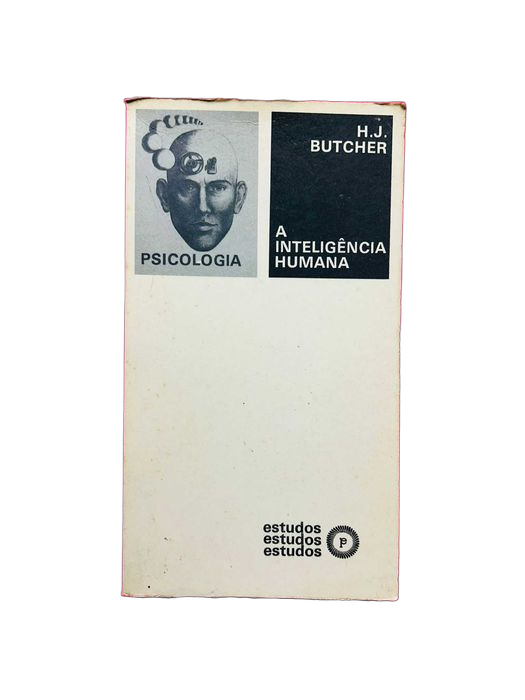 PSICOLOGIA
H.J.
BUTCHER
A
INTELIGÊNCIA
HUMANA
estudos
estudos
estudos
p